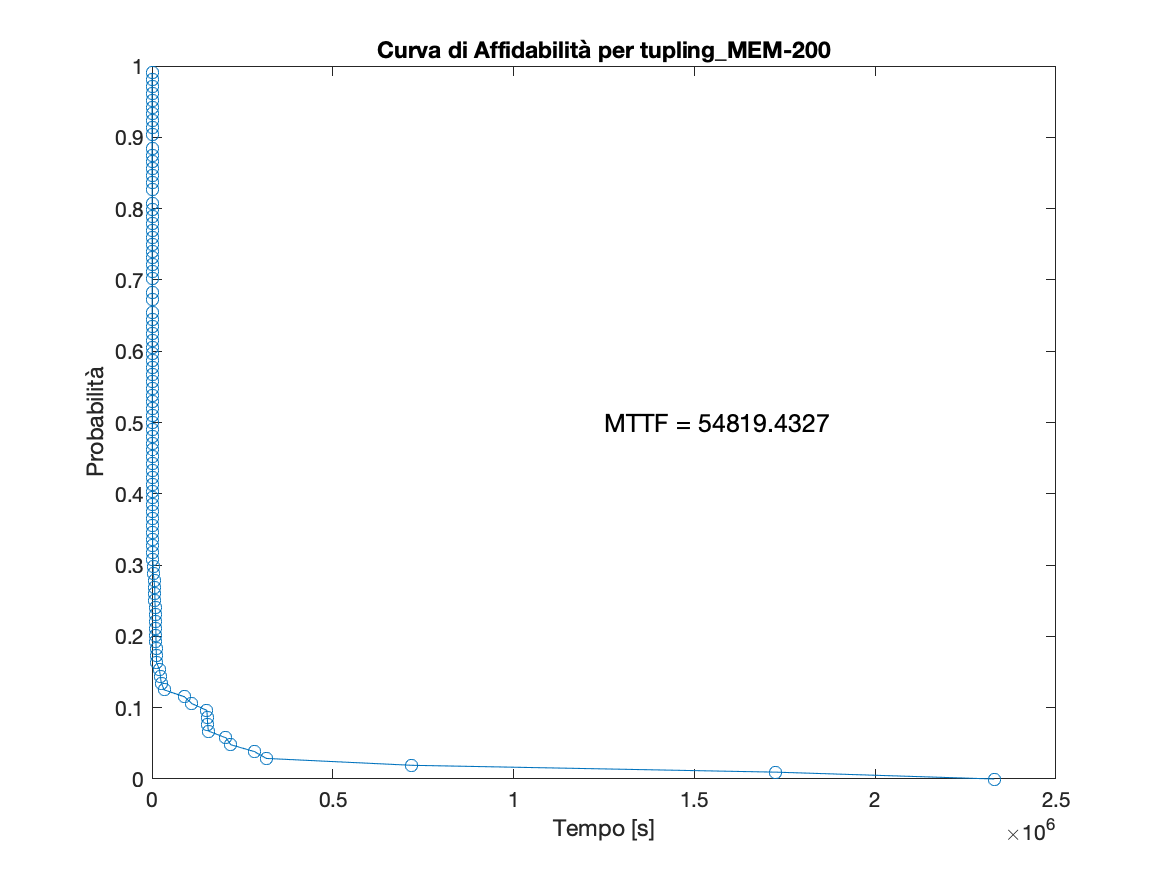 Curva di Affidabilità per tupling_MEM-200
1
0.9
0.8
0.7
0.6
0.5
0.4
0.3
0.2
0.1
0
Probabilità
MTTF = 54819.4327
0 0.5 1 1.5 2 2.5
Tempo [s]
×10⁶